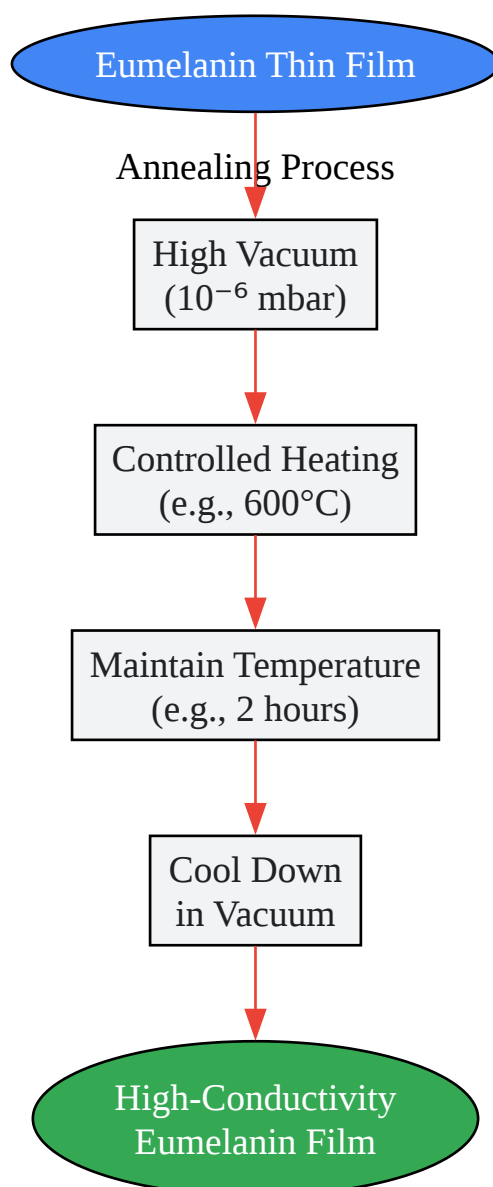 Eumelanin Thin Film
Annealing Process
High Vacuum
(10⁻⁶ mbar)
Controlled Heating
(e.g., 600°C)
Maintain Temperature
(e.g., 2 hours)
Cool Down
in Vacuum
High-Conductivity
Eumelanin Film